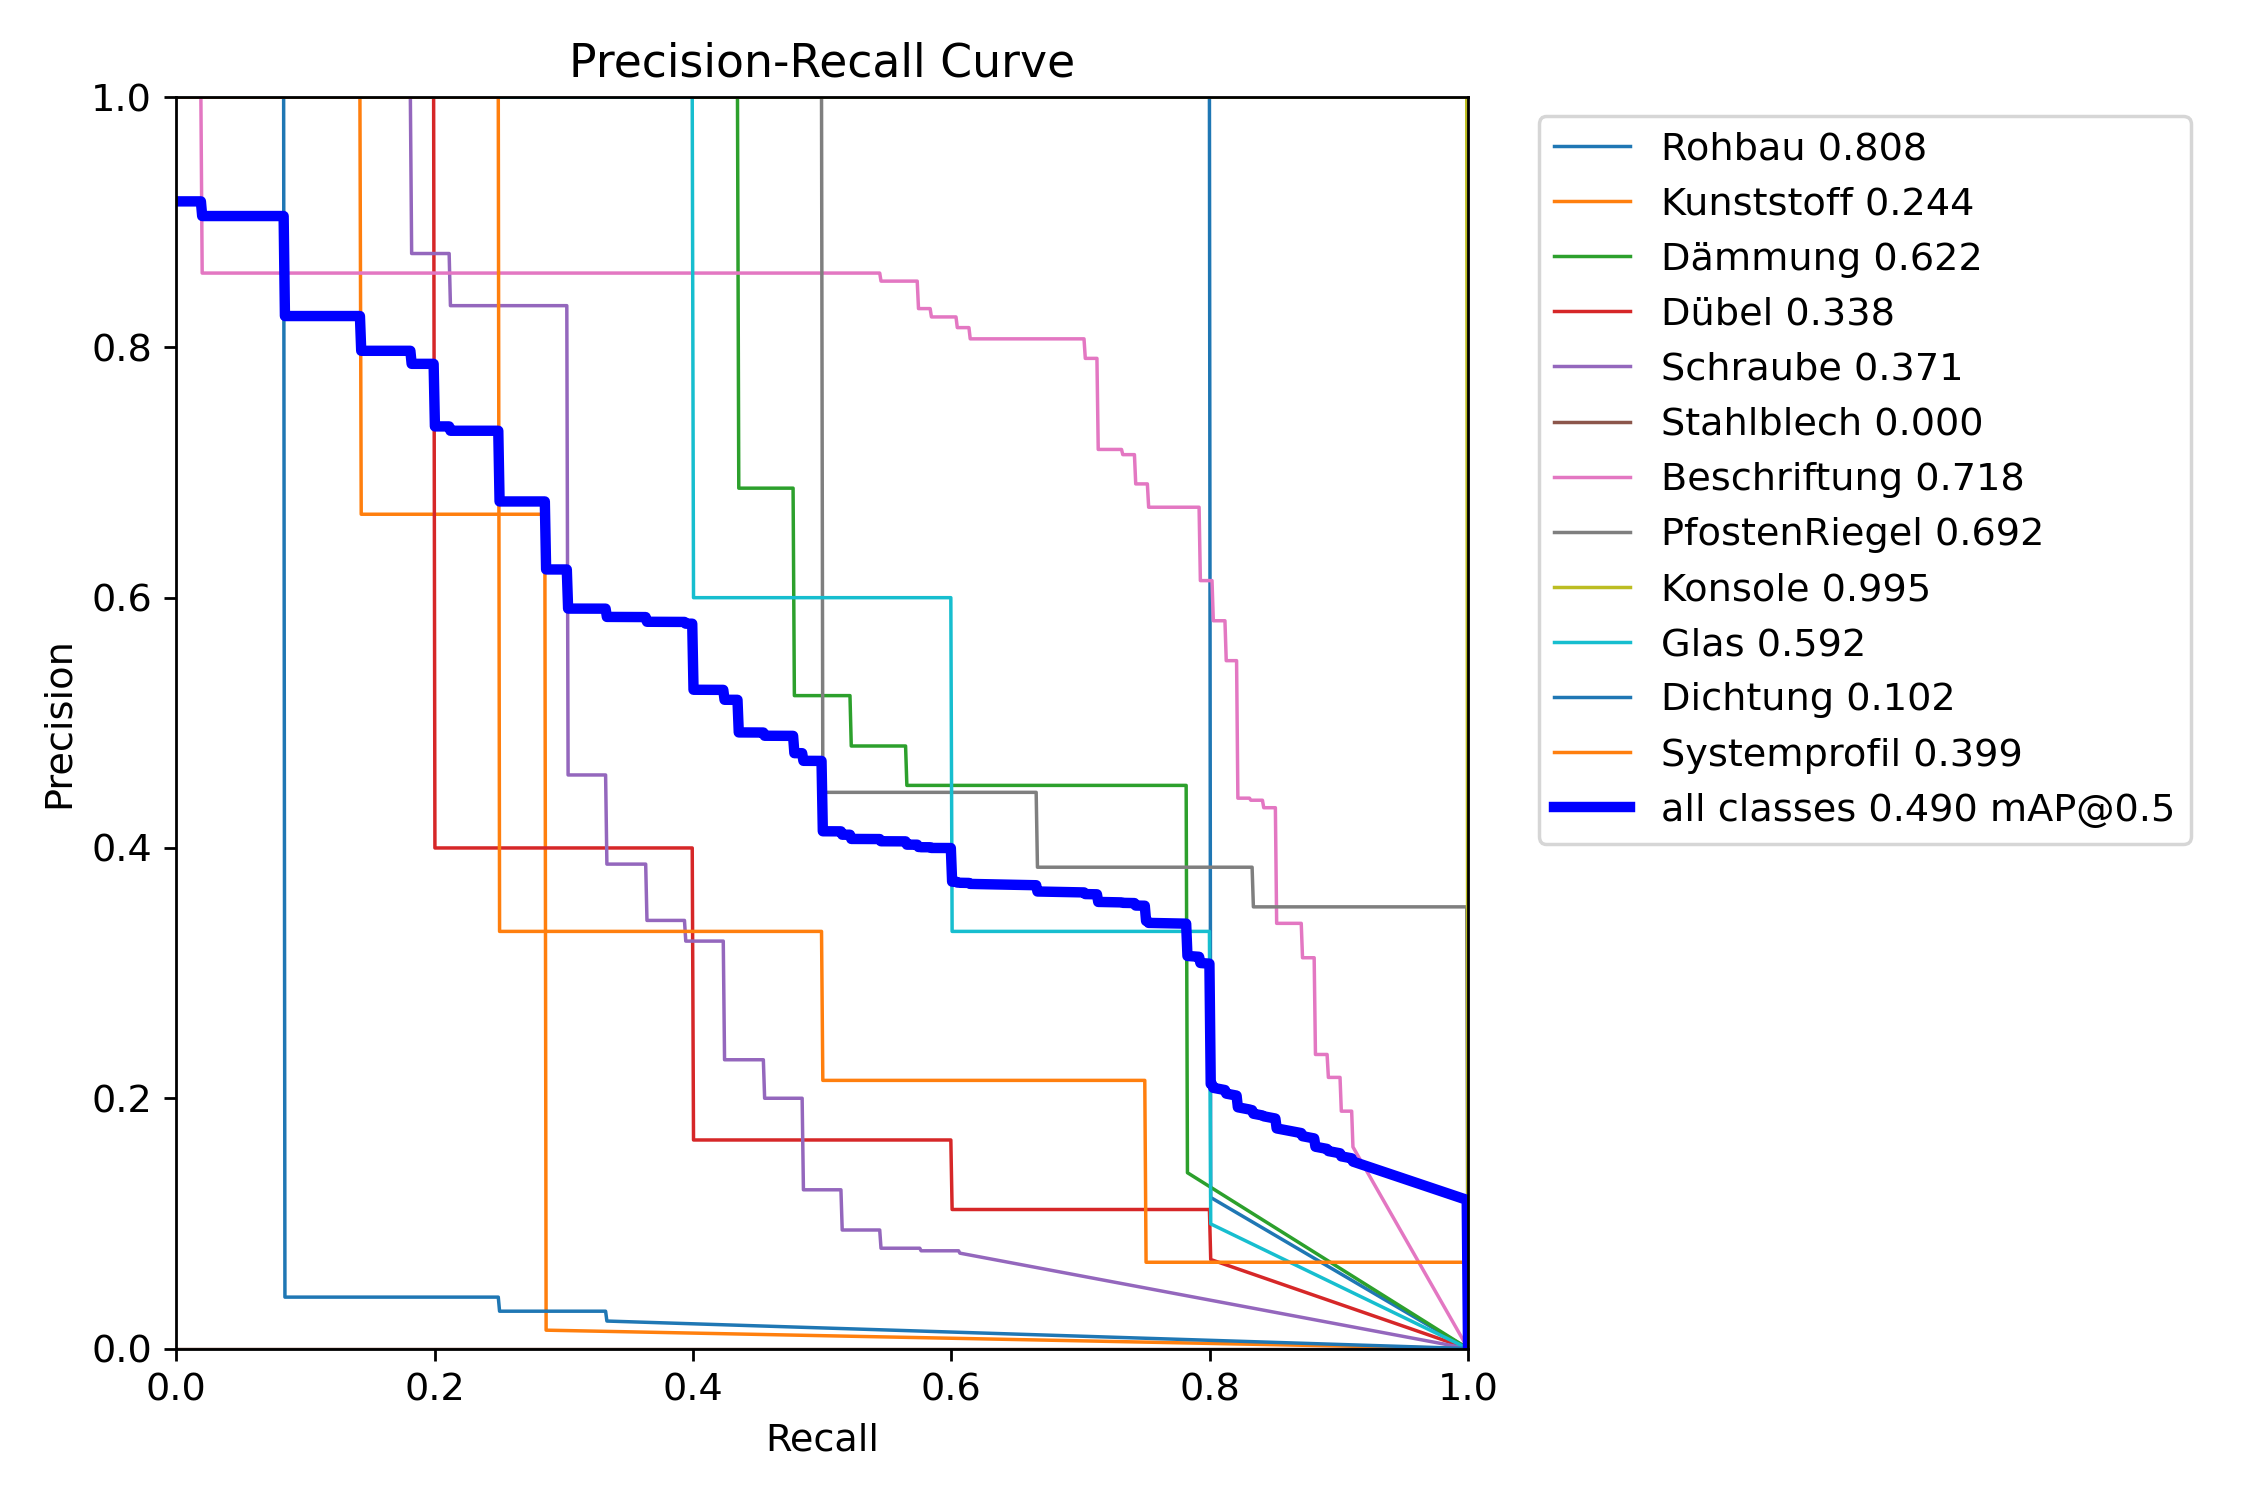 Precision-Recall Curve
1.0
0.8
0.6
0.4
0.2
0.0
Precision
0.0 0.2 0.4 0.6 0.8 1.0
Recall
Rohbau 0.808
Kunststoff 0.244
Dämmung 0.622
Dübel 0.338
Schraube 0.371
Stahlblech 0.000
Beschriftung 0.718
PfostenRiegel 0.692
Konsole 0.995
Glas 0.592
Dichtung 0.102
Systemprofil 0.399
all classes 0.490 mAP@0.5